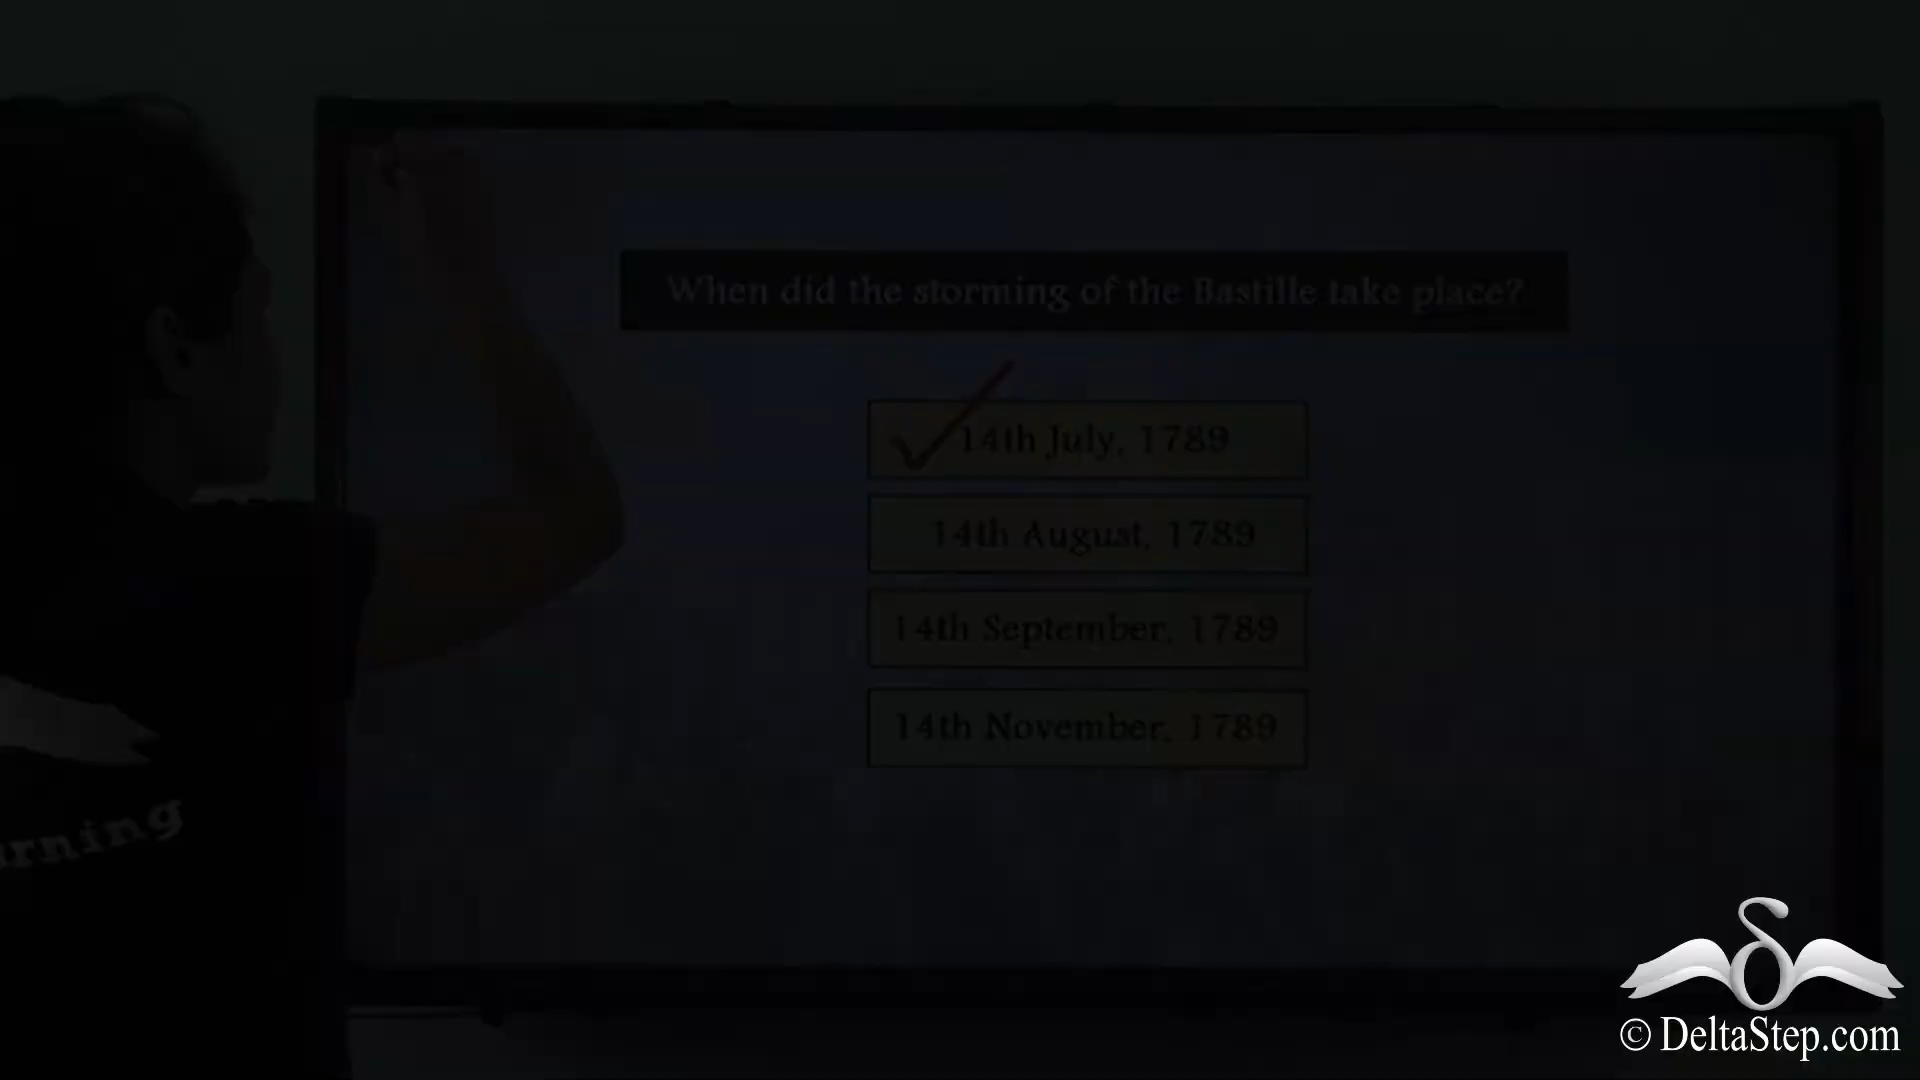 When did the storming of the Bastille take place?
14th July, 1789
14th August, 1789
14th September, 1789
14th November, 1789
rning
© DeltaStep.com